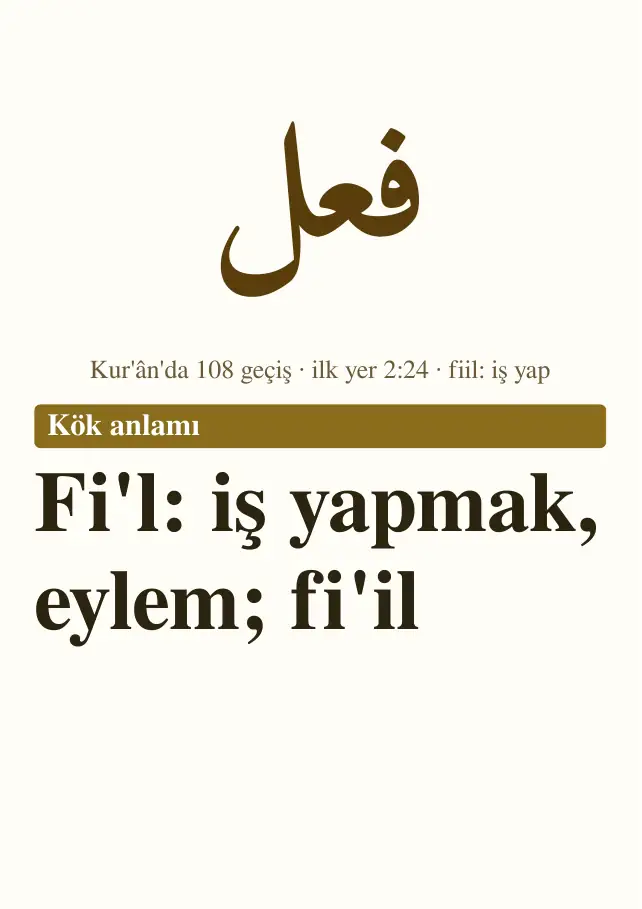 فعل
Kur'ân'da 108 geçiş · ilk yer 2:24 · fiil: iş yap
Kök anlamı
Fi'l: iş yapmak,
eylem; fi'il